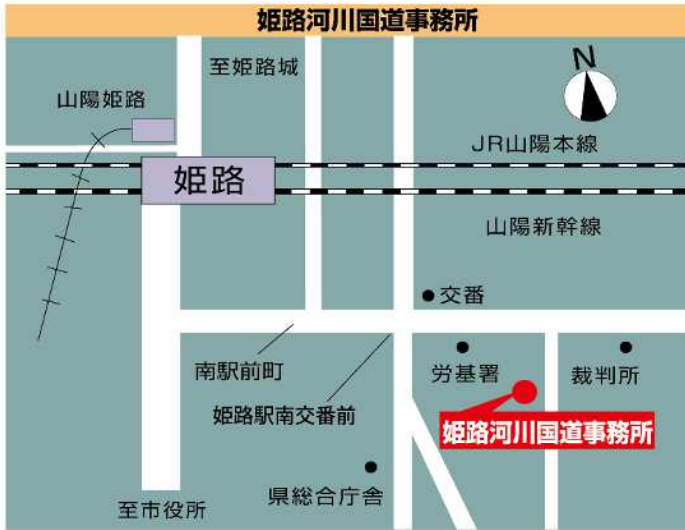 姫路河川国道事務所
至姫路城
N
山陽姫路
JR山陽本線
姫路
山陽新幹線
交番
南駅前町
労基署
裁判所
姫路駅南交番前
姫路河川国道事務所
県総合庁舎
至市役所